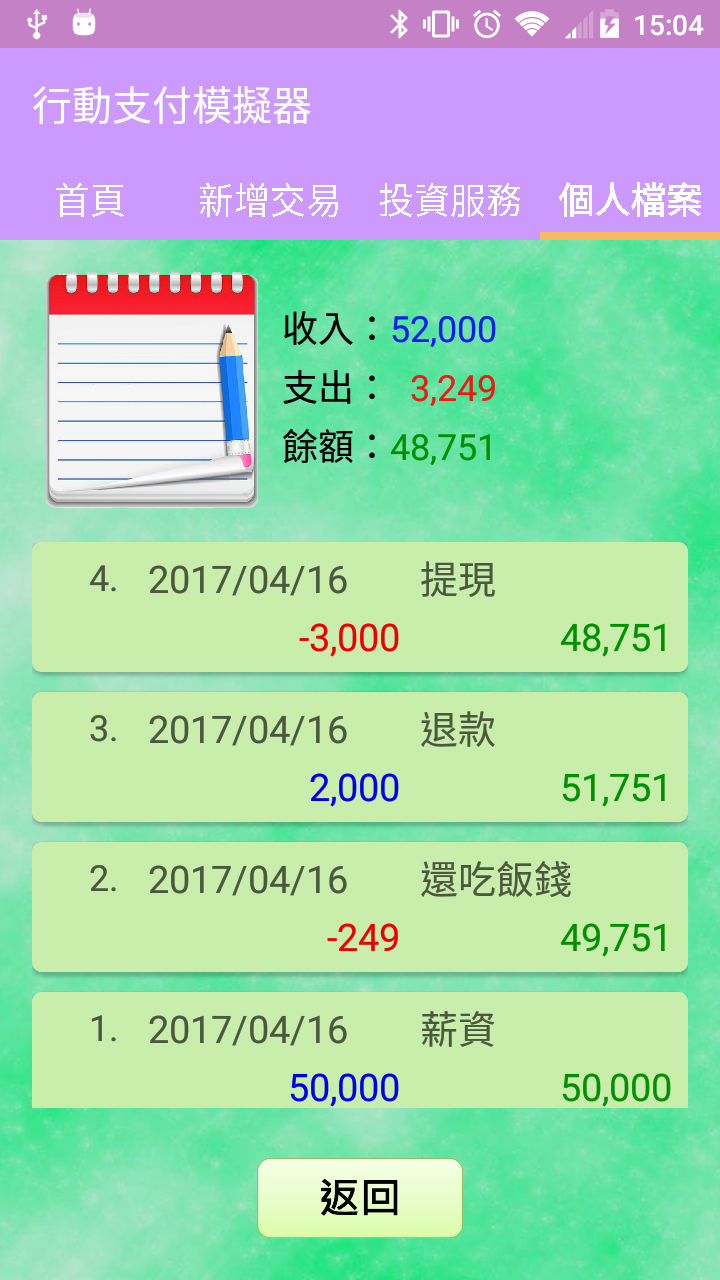 15:04
行動支付模擬器
首頁 新增交易 投資服務 個人檔案
收入：52,000
支出： 3,249
餘額：48,751
4. 2017/04/16 提現
-3,000 48,751
3. 2017/04/16 退款
2,000 51,751
2. 2017/04/16 還吃飯錢
-249 49,751
1. 2017/04/16 薪資
50,000 50,000
返回